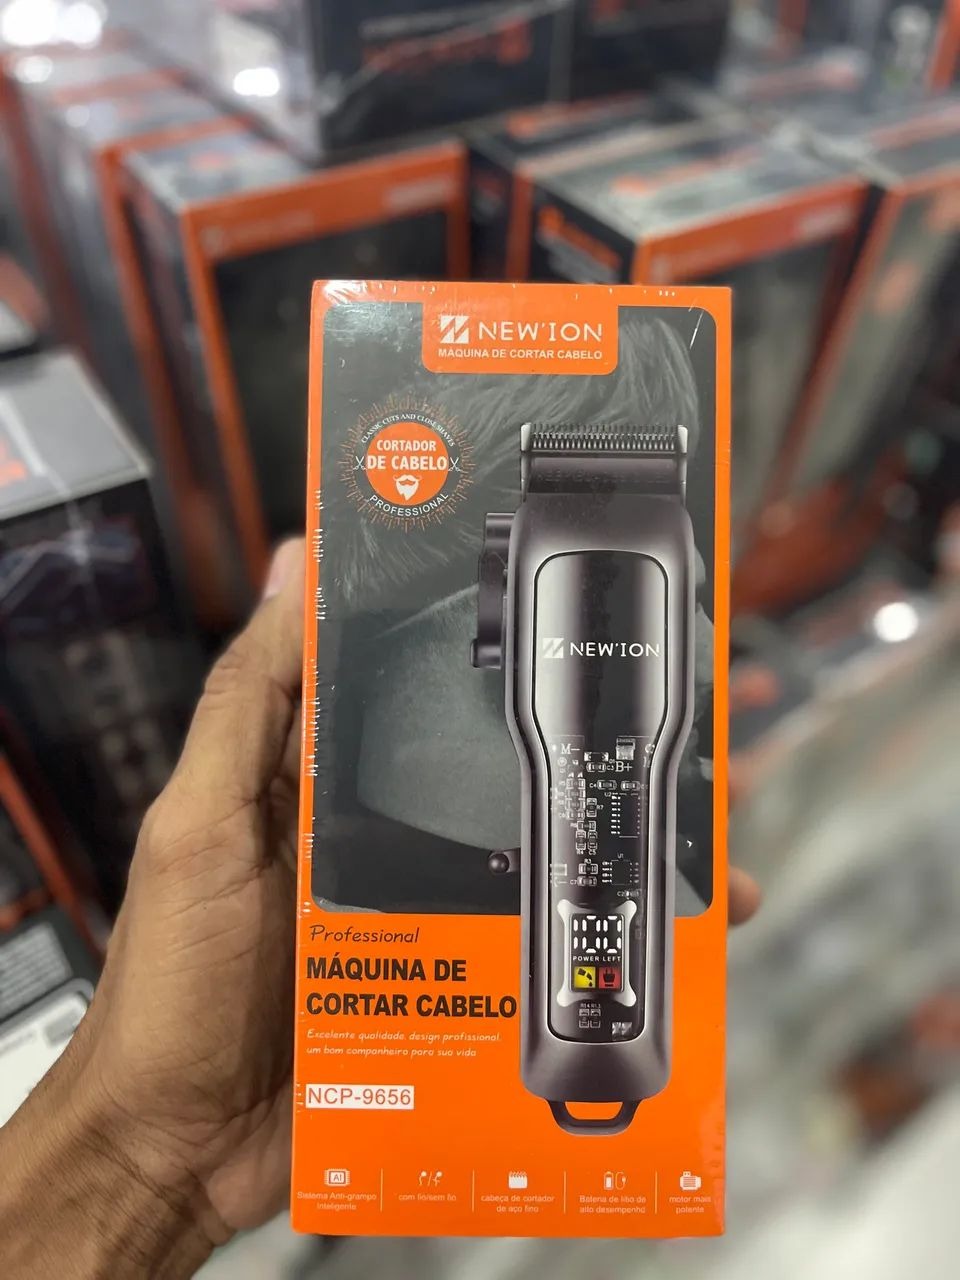 NEW'ION
MÁQUINA DE CORTAR CABELO
CLASSIC CUTS AND CLOSE SHAVES
CORTADOR
DE CABELO
PROFESSIONAL
NEW'ION
M-
B+
POWER LEFT
Professional
MÁQUINA DE
CORTAR CABELO
Excelente qualidade, design profissional,
um bom companheiro para sua vida
NCP-9656
AI
Sistema Anti-grampo
Inteligente
com fio/sem fio
cabeça de cortador
de aço fino
Bateria de lítio de
alto desempenho
motor mais
potente